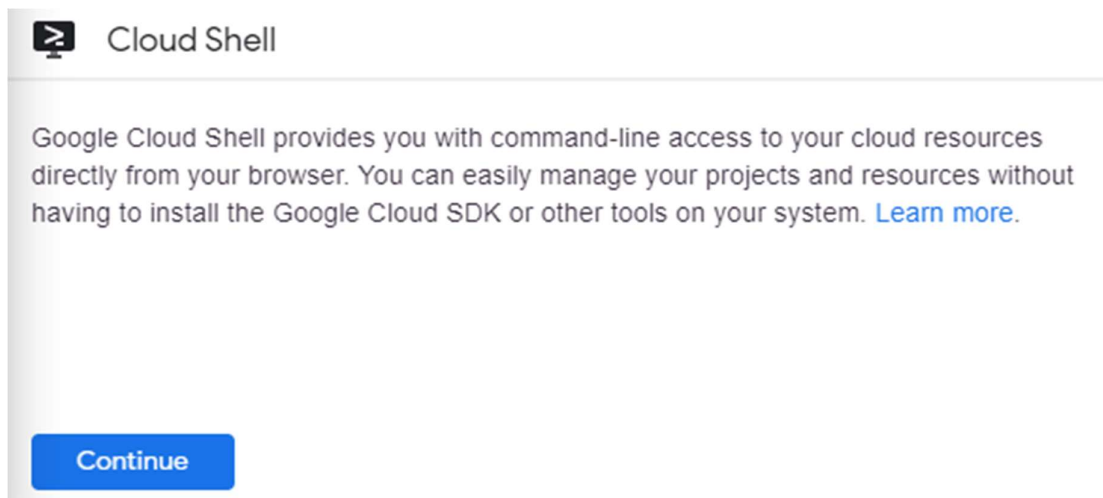 Cloud Shell
Google Cloud Shell provides you with command-line access to your cloud resources
directly from your browser. You can easily manage your projects and resources without
having to install the Google Cloud SDK or other tools on your system. Learn more.
Continue